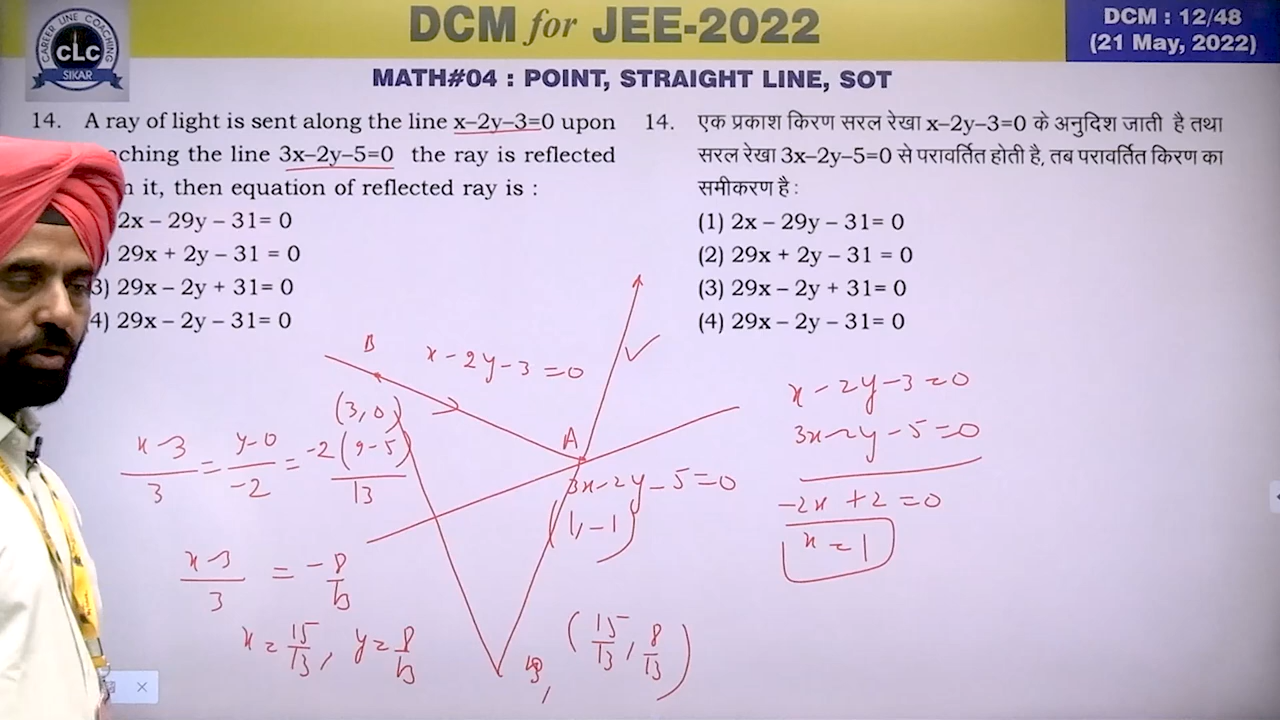 DCM for JEE-2022
DCM : 12/48
(21 May, 2022)
CAREER LINE COACHING
CLC
SIKAR
MATH#04 : POINT, STRAIGHT LINE, SOT
14. A ray of light is sent along the line x–2y–3=0 upon
ching the line 3x–2y–5=0 the ray is reflected
it, then equation of reflected ray is :
2x – 29y – 31= 0
) 29x + 2y – 31 = 0
3) 29x – 2y + 31= 0
4) 29x – 2y – 31= 0
14. एक प्रकाश किरण सरल रेखा x–2y–3=0 के अनुदिश जाती है तथा
सरल रेखा 3x–2y–5=0 से परावर्तित होती है, तब परावर्तित किरण का
समीकरण है :
(1) 2x – 29y – 31= 0
(2) 29x + 2y – 31 = 0
(3) 29x – 2y + 31= 0
(4) 29x – 2y – 31= 0
B
x-2y-3=0
(3,0)
A
3x-2y-5=0
(1,-1)
x-3/3 = y-0/-2 = -2(9-5)/13
x-3/3 = -8/13
x=15/13, y=8/13
(15/13, 8/13)
x-2y-3=0
3x-2y-5=0
-2x+2=0
x=1